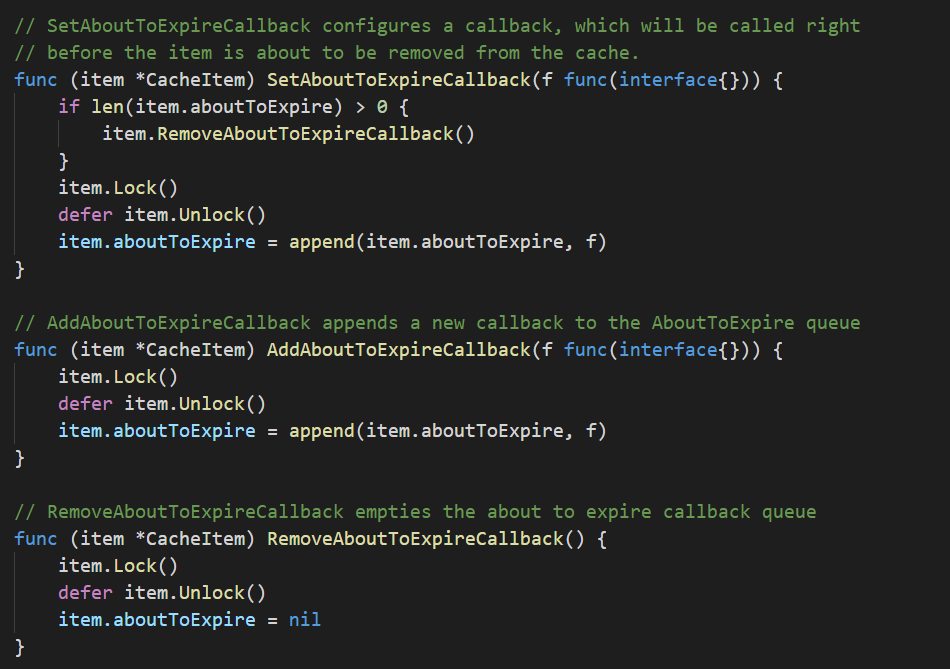 // SetAboutToExpireCallback configures a callback, which will be called right
// before the item is about to be removed from the cache.
func (item *CacheItem) SetAboutToExpireCallback(f func(interface{})) {
    if len(item.aboutToExpire) > 0 {
        item.RemoveAboutToExpireCallback()
    }
    item.Lock()
    defer item.Unlock()
    item.aboutToExpire = append(item.aboutToExpire, f)
}

// AddAboutToExpireCallback appends a new callback to the AboutToExpire queue
func (item *CacheItem) AddAboutToExpireCallback(f func(interface{})) {
    item.Lock()
    defer item.Unlock()
    item.aboutToExpire = append(item.aboutToExpire, f)
}

// RemoveAboutToExpireCallback empties the about to expire callback queue
func (item *CacheItem) RemoveAboutToExpireCallback() {
    item.Lock()
    defer item.Unlock()
    item.aboutToExpire = nil
}